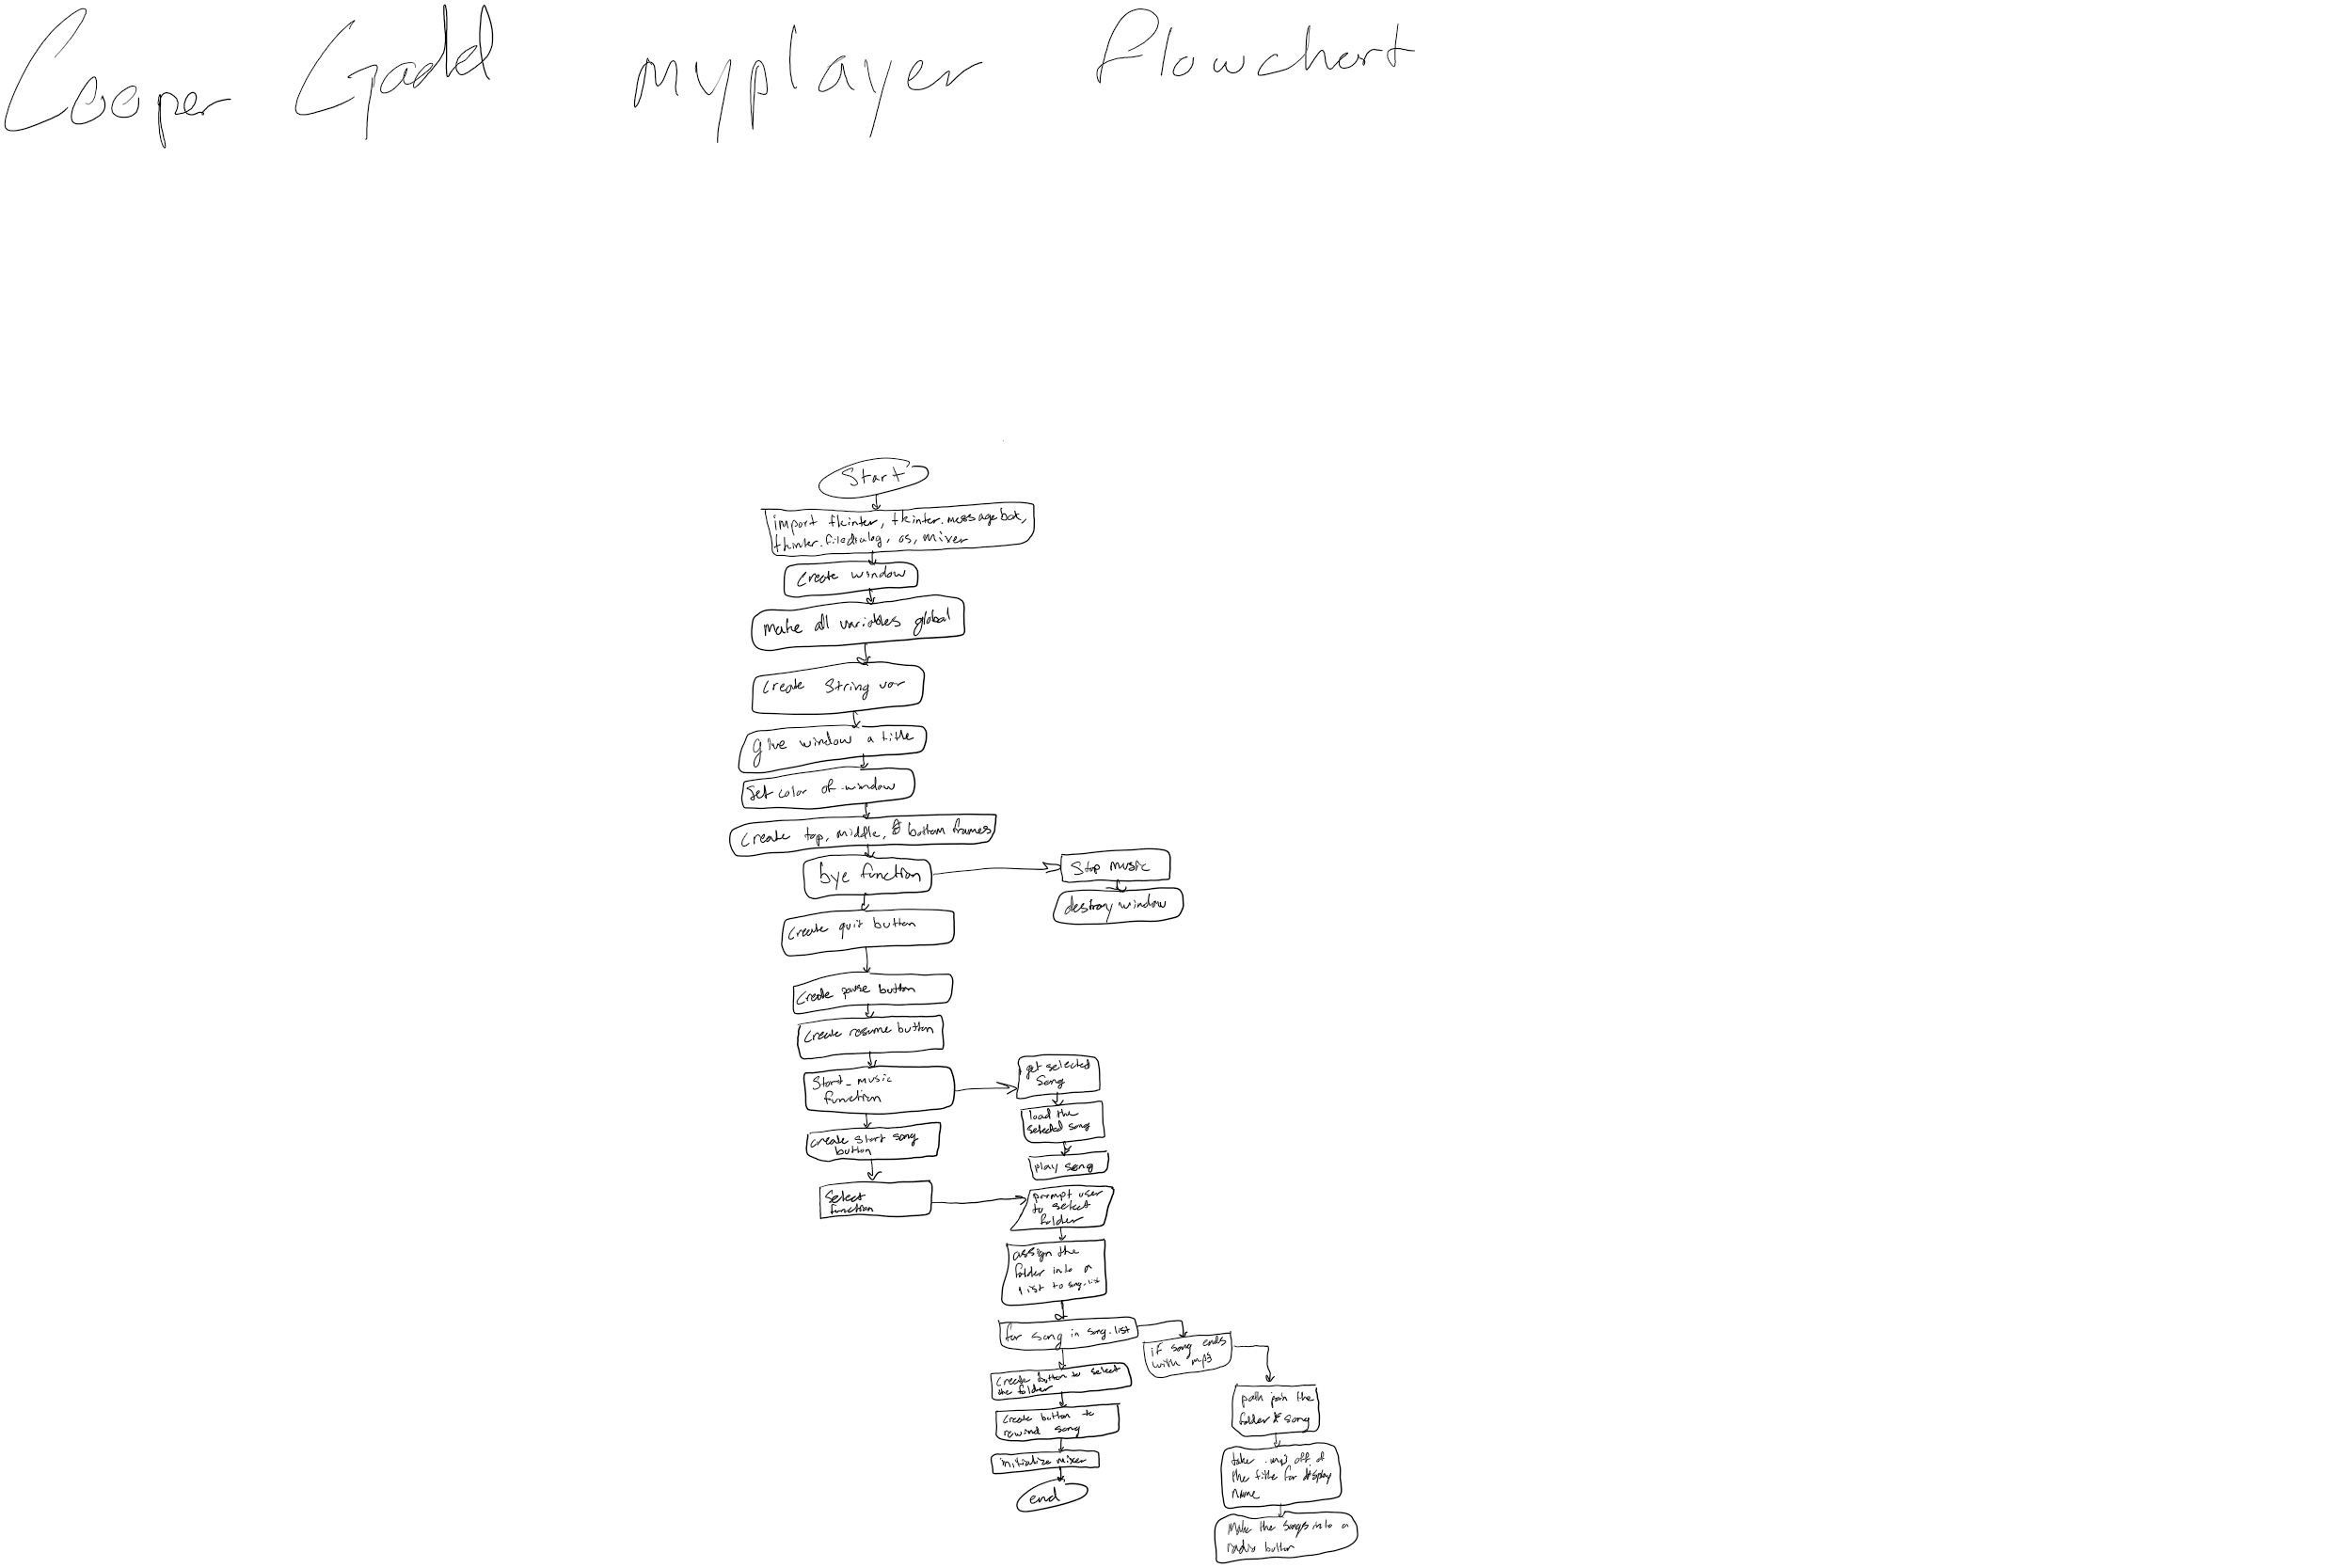 Cooper Gadd myplayer flowchart
Start
import tkinter, tkinter.messagebox,
tkinter.filedialog, os, mixer
Create window
make all variables global
Create String var
give window a title
Set color of window
Create top, middle, & bottom frames
bye function
Stop music
destroy window
Create quit button
Create pause button
Create resume button
Start_music
function
get selected
Song
load the
selected song
play song
create start song
button
Select
function
prompt user
to select
folder
assign the
folder into a
list to song.list
for song in song.list
if song ends
with mp3
path join the
folder & song
take .mp3 off of
the title for display
name
Make the songs into a
radio button
Create button to select
the folder
Create button to
rewind song
initialize mixer
end